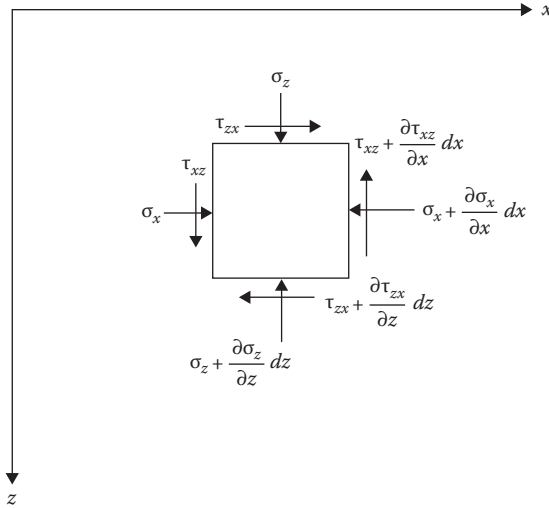 x
σz
τzx
τxz + ∂τxz/∂x dx
τxz
σx
σx + ∂σx/∂x dx
τzx + ∂τzx/∂z dz
σz + ∂σz/∂z dz
z